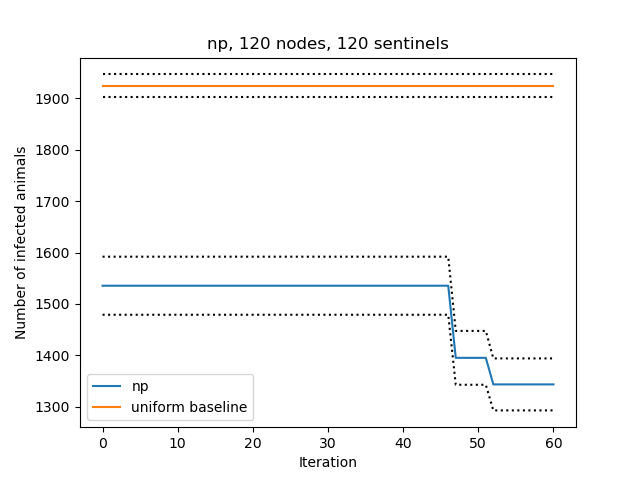 np, 120 nodes, 120 sentinels
Number of infected animals
1900
1800
1700
1600
1500
1400
1300
np
uniform baseline
0 10 20 30 40 50 60
Iteration